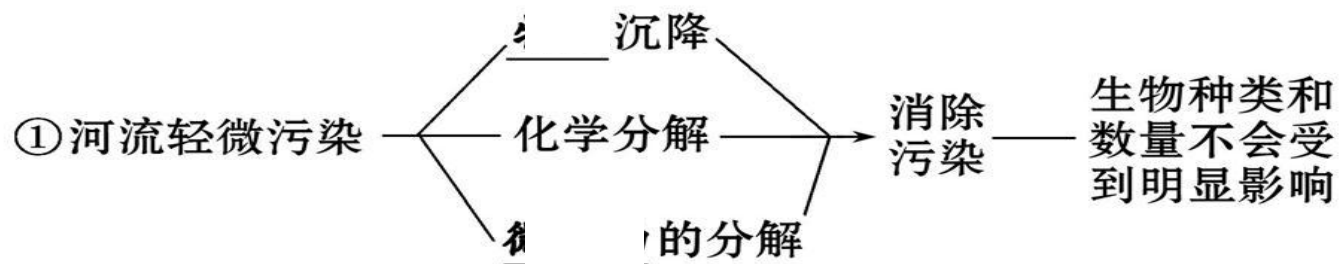 沉降
①河流轻微污染
化学分解
消除
污染
生物种类和
数量不会受
到明显影响
的分解